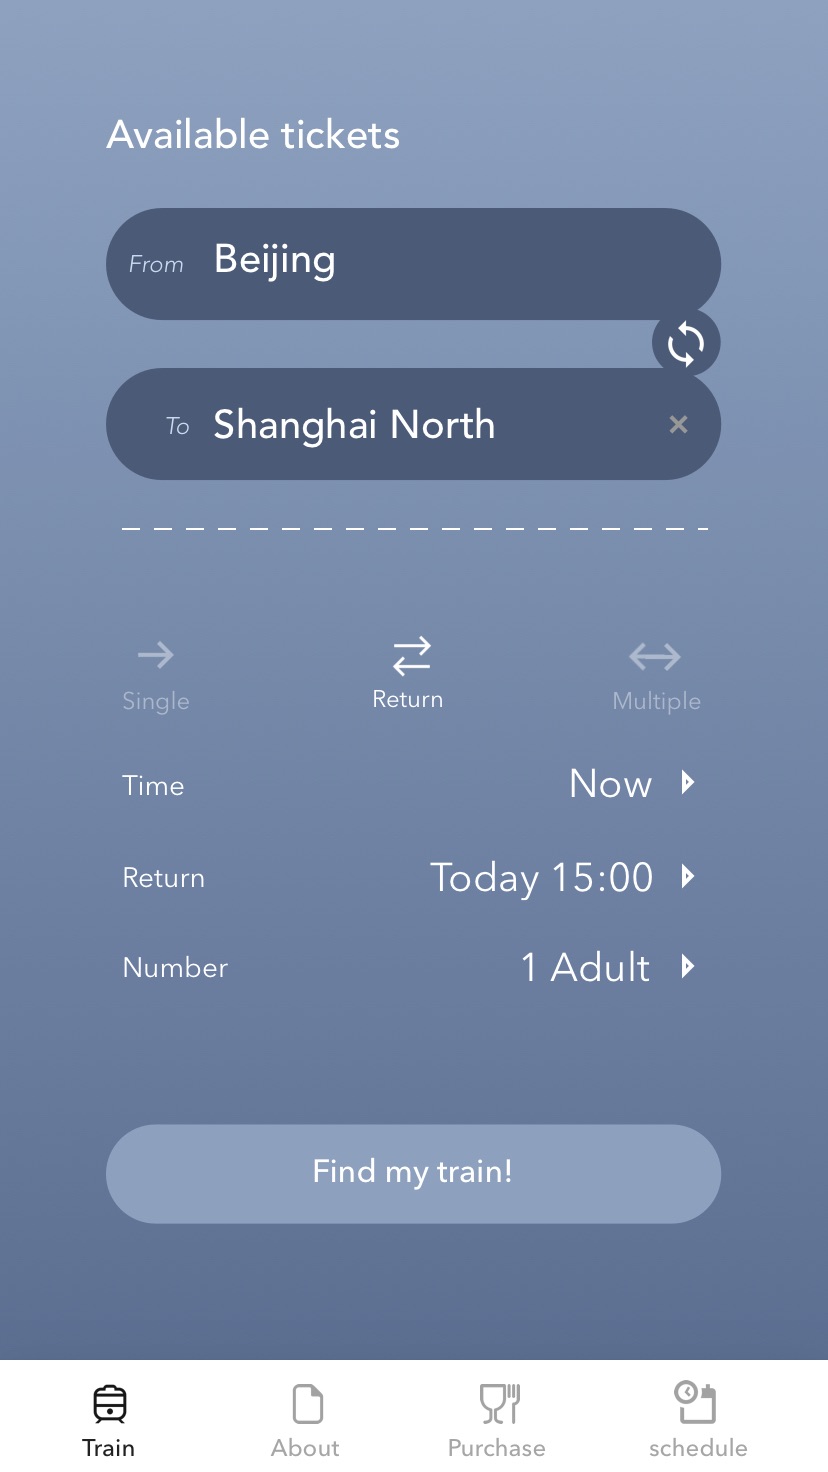 Available tickets
From Beijing
To Shanghai North
Single Return Multiple
Time Now
Return Today 15:00
Number 1 Adult
Find my train!
Train About Purchase schedule